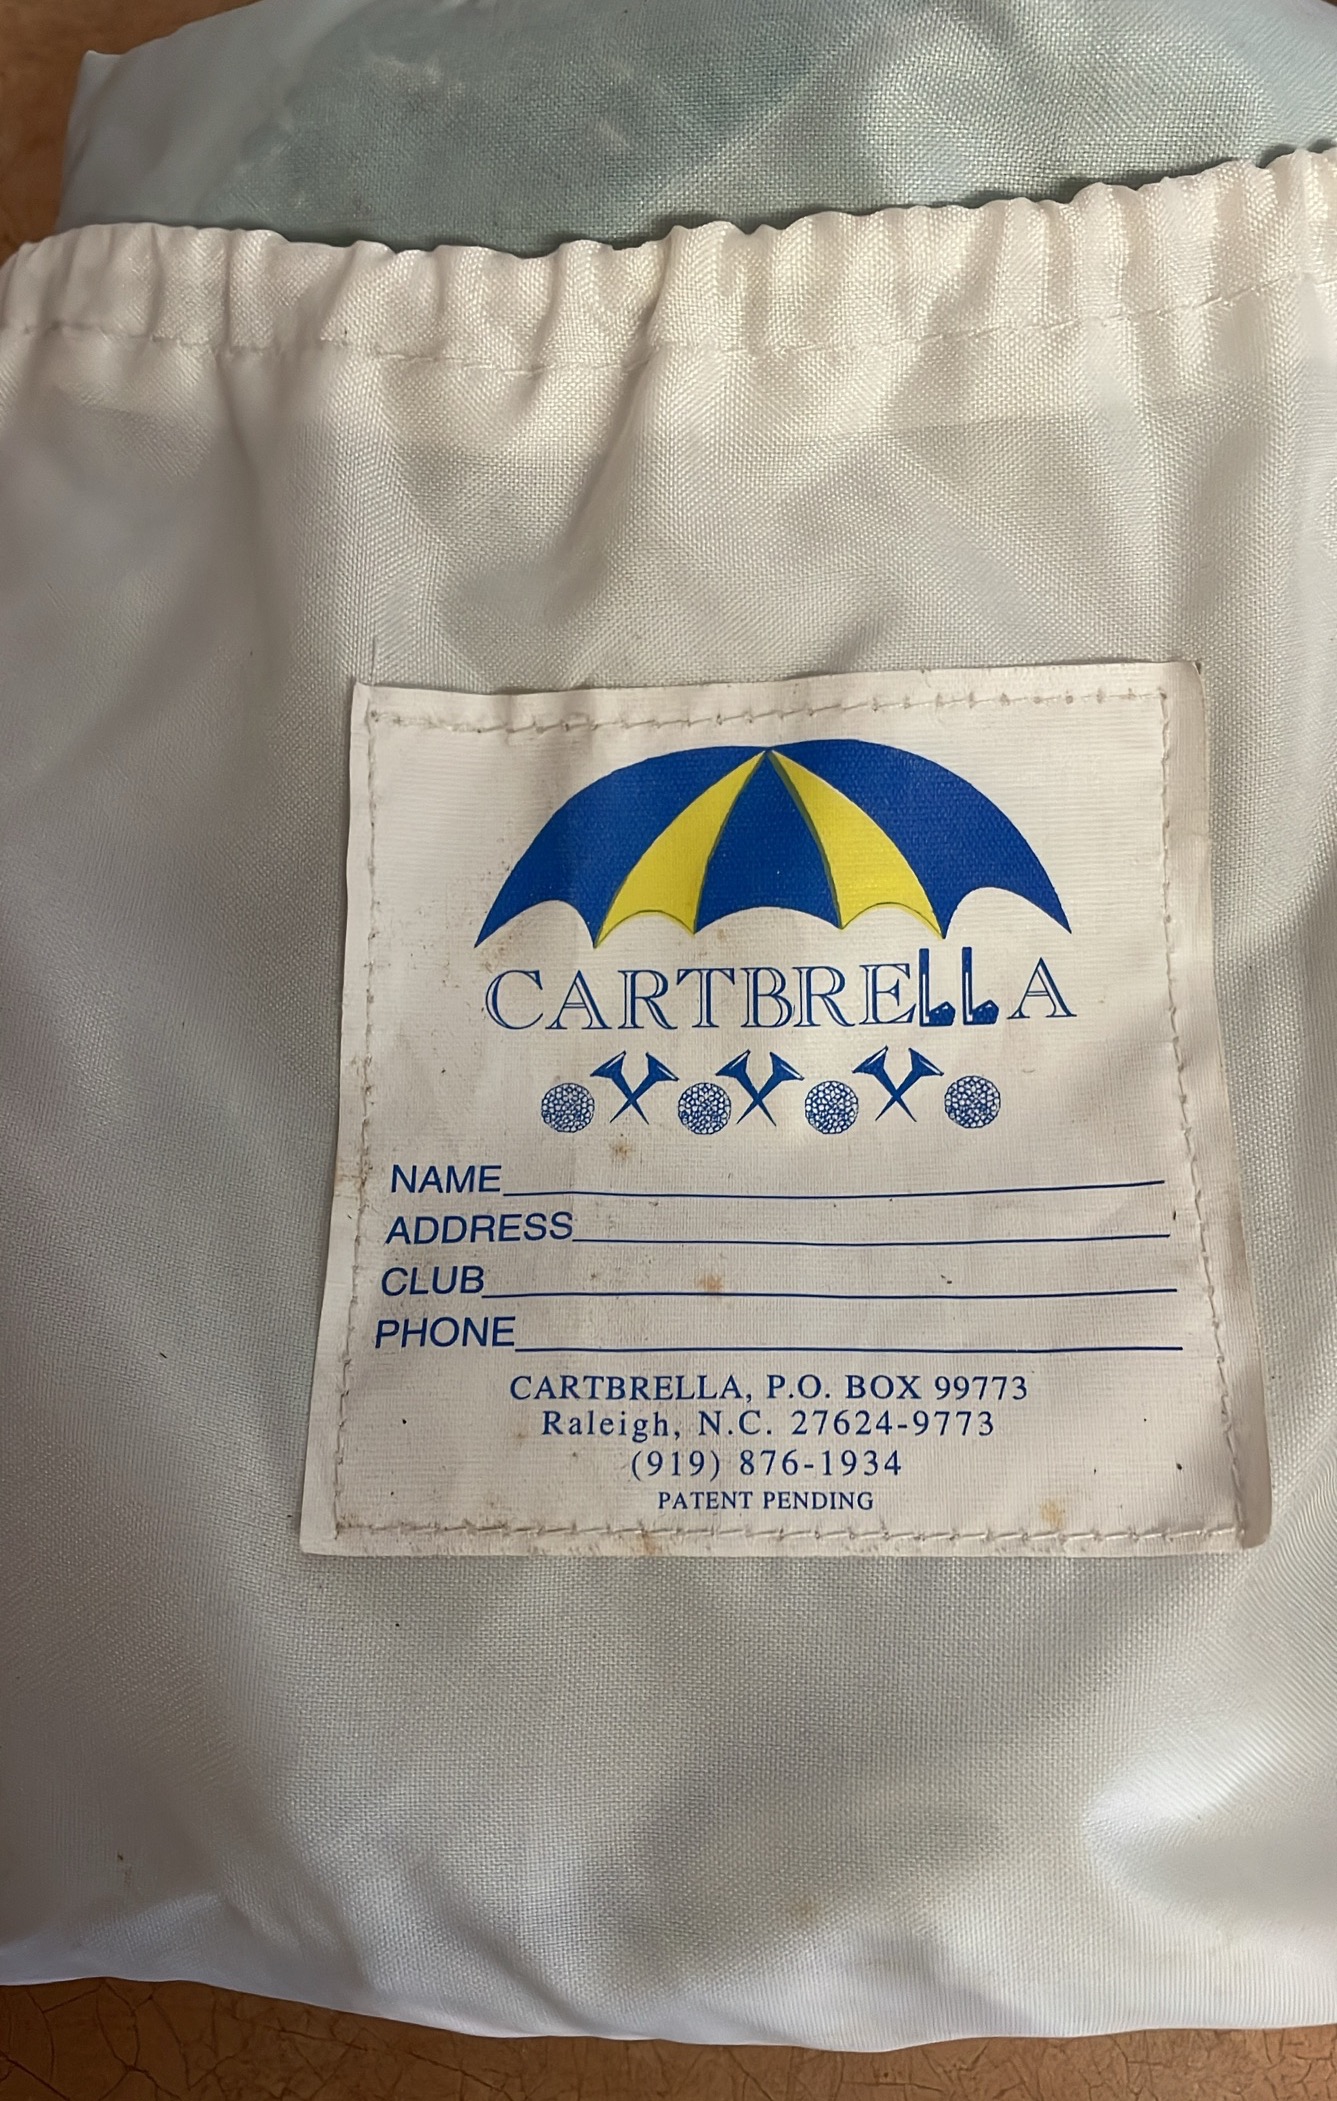 CARTBRELLA
NAME
ADDRESS
CLUB
PHONE
CARTBRELLA, P.O. BOX 99773
Raleigh, N.C. 27624-9773
(919) 876-1934
PATENT PENDING